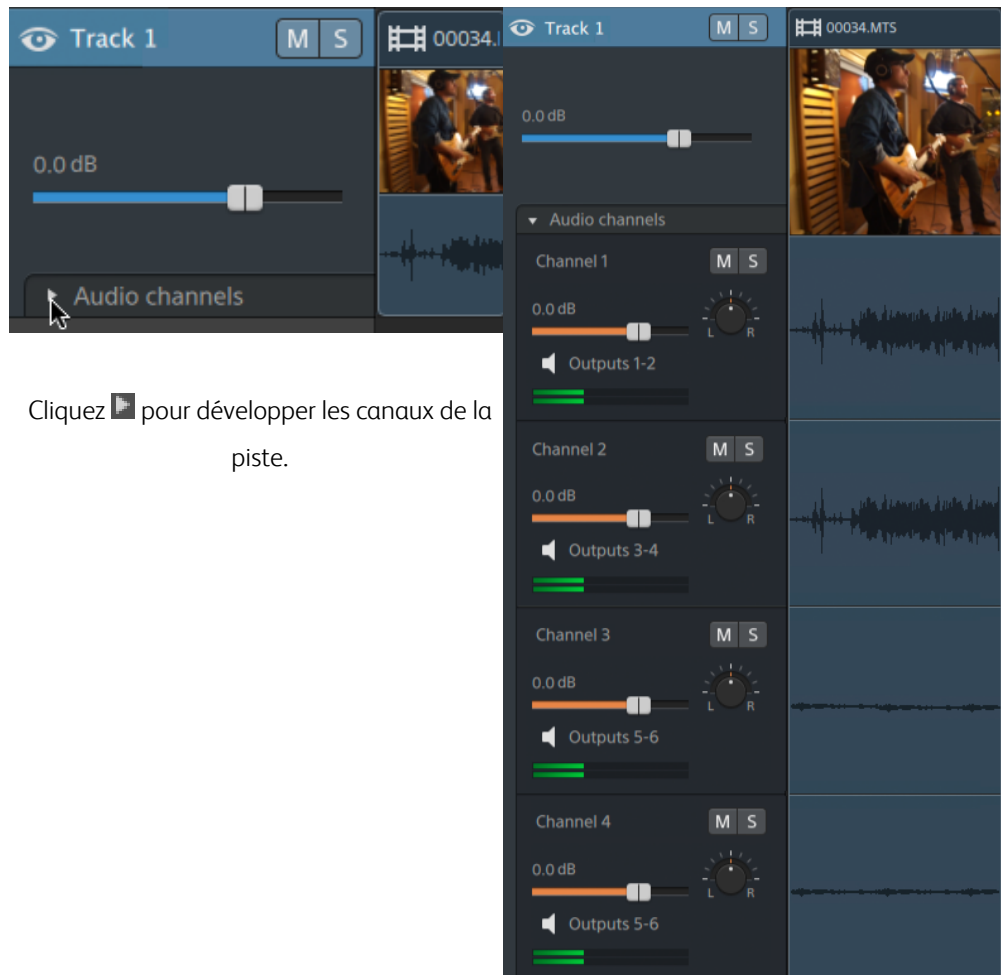 Track 1
M S
00034.
0.0 dB
Audio channels
Cliquez pour développer les canaux de la
piste.
Track 1
M S
00034.MTS
0.0 dB
Audio channels
Channel 1
M S
0.0 dB
L R
Outputs 1-2
Channel 2
M S
0.0 dB
L R
Outputs 3-4
Channel 3
M S
0.0 dB
L R
Outputs 5-6
Channel 4
M S
0.0 dB
L R
Outputs 5-6